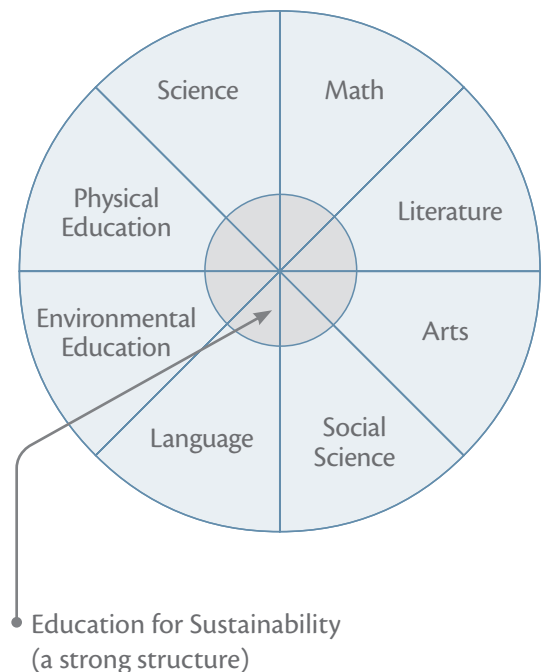 Science
Math
Physical
Education
Literature
Environmental
Education
Arts
Language
Social
Science
Education for Sustainability
(a strong structure)